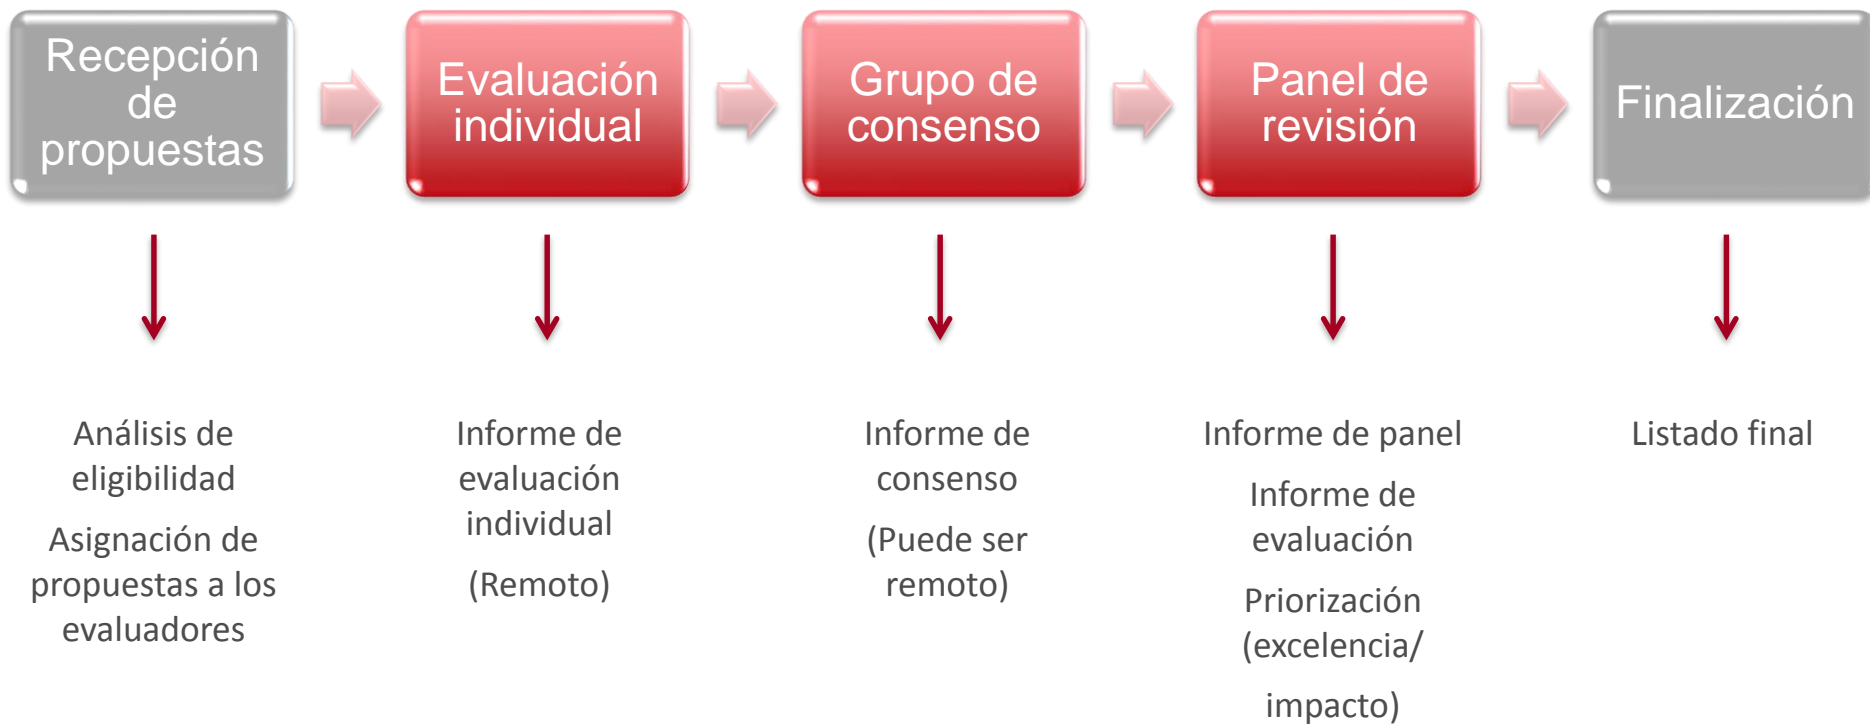 Recepción
de
propuestas
Evaluación
individual
Grupo de
consenso
Panel de
revisión
Finalización
Análisis de
eligibilidad
Asignación de
propuestas a los
evaluadores
Informe de
evaluación
individual
(Remoto)
Informe de
consenso
(Puede ser
remoto)
Informe de panel
Informe de
evaluación
Priorización
(excelencia/
impacto)
Listado final